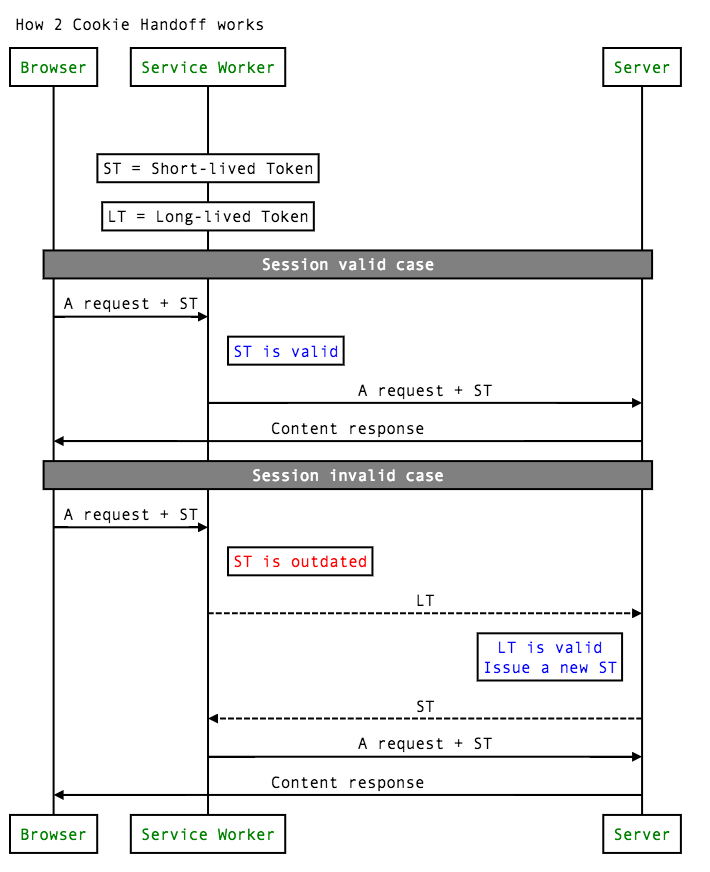 How 2 Cookie Handoff works
Browser
Service Worker
Server
ST = Short-lived Token
LT = Long-lived Token
Session valid case
A request + ST
ST is valid
A request + ST
Content response
Session invalid case
A request + ST
ST is outdated
LT
LT is valid
Issue a new ST
ST
A request + ST
Content response
Browser
Service Worker
Server